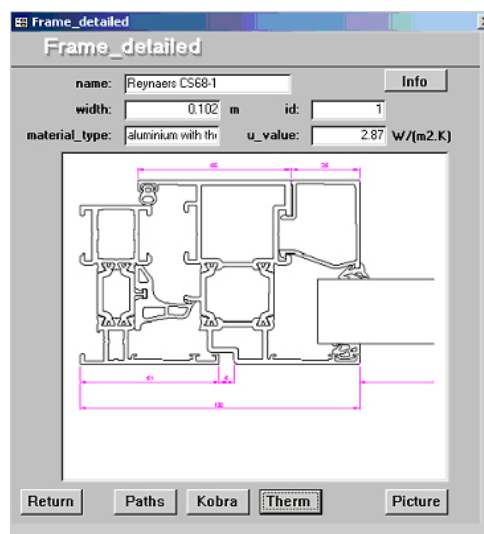 Frame_detailed
Frame_detailed
name: Reynaers CS68-1 Info
width: 0.102 m id: 1
material_type: aluminium with the u_value: 2.87 W/(m2.K)
Return Paths Kobra Therm Picture